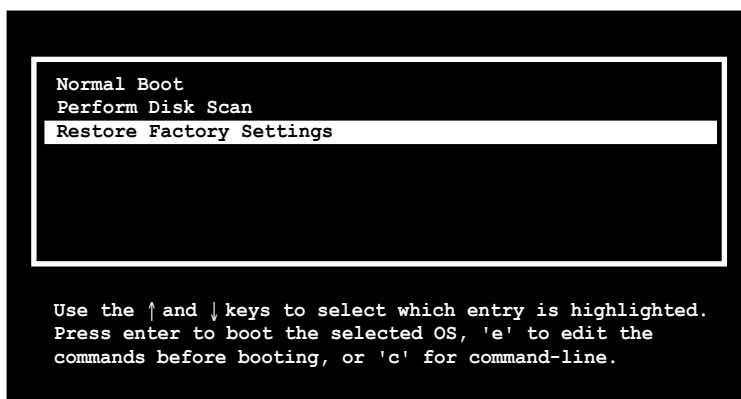 Normal Boot
Perform Disk Scan
Restore Factory Settings
Use the ↑ and ↓ keys to select which entry is highlighted.
Press enter to boot the selected OS, 'e' to edit the
commands before booting, or 'c' for command-line.